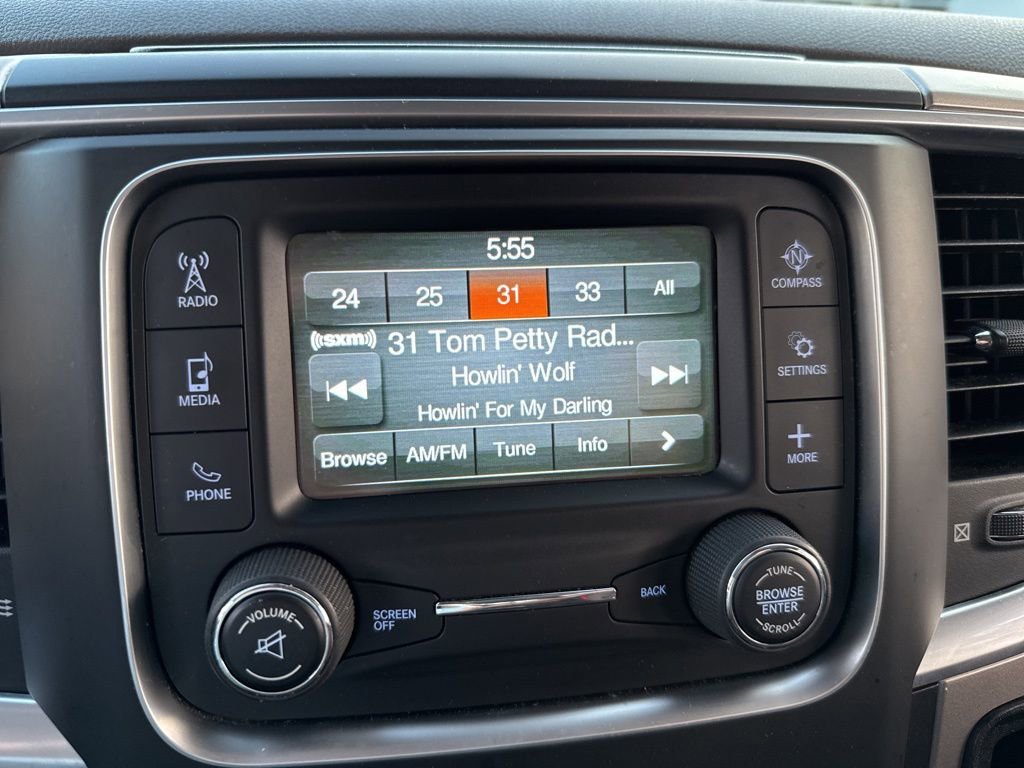 RADIO
MEDIA
PHONE
5:55
24 25 31 33 All
((sxm)) 31 Tom Petty Rad...
Howlin' Wolf
Howlin' For My Darling
Browse AM/FM Tune Info
N
COMPASS
SETTINGS
MORE
VOLUME
SCREEN
OFF
BACK
TUNE
BROWSE
ENTER
SCROLL